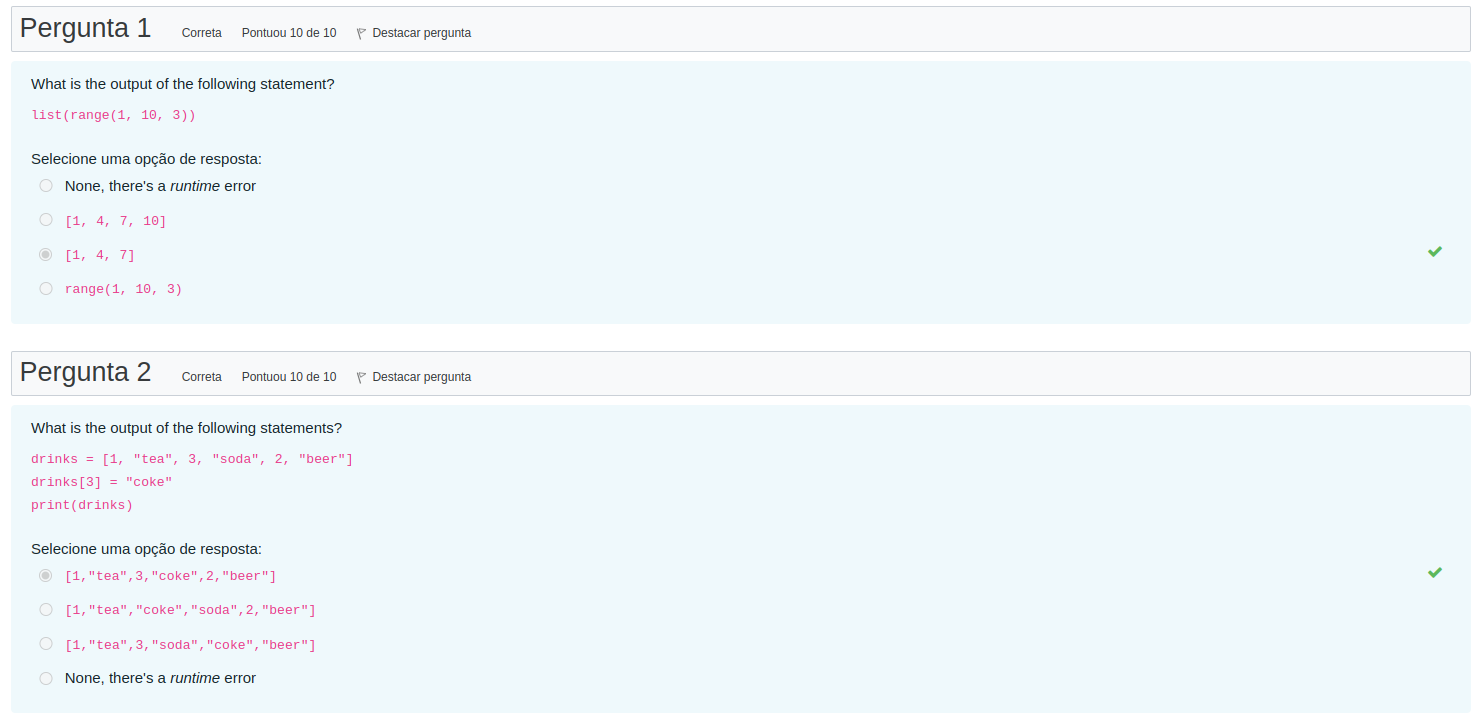 Pergunta 1 Correta Pontuou 10 de 10 Destacar pergunta
What is the output of the following statement?
list(range(1, 10, 3))
Selecione uma opção de resposta:
None, there's a runtime error
[1, 4, 7, 10]
[1, 4, 7]
range(1, 10, 3)
Pergunta 2 Correta Pontuou 10 de 10 Destacar pergunta
What is the output of the following statements?
drinks = [1, "tea", 3, "soda", 2, "beer"]
drinks[3] = "coke"
print(drinks)
Selecione uma opção de resposta:
[1,"tea",3,"coke",2,"beer"]
[1,"tea","coke","soda",2,"beer"]
[1,"tea",3,"soda","coke","beer"]
None, there's a runtime error